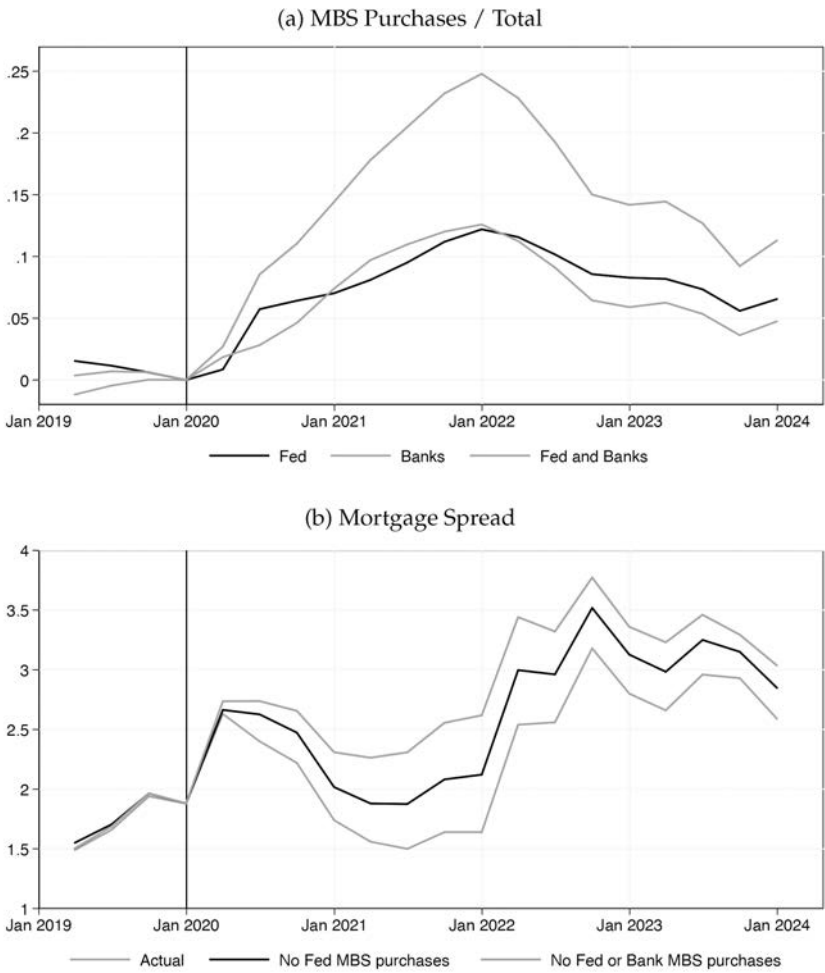 (a) MBS Purchases / Total
.25
.2
.15
.1
.05
0
Jan 2019 Jan 2020 Jan 2021 Jan 2022 Jan 2023 Jan 2024
Fed Banks Fed and Banks
(b) Mortgage Spread
4
3.5
3
2.5
2
1.5
1
Jan 2019 Jan 2020 Jan 2021 Jan 2022 Jan 2023 Jan 2024
Actual No Fed MBS purchases No Fed or Bank MBS purchases